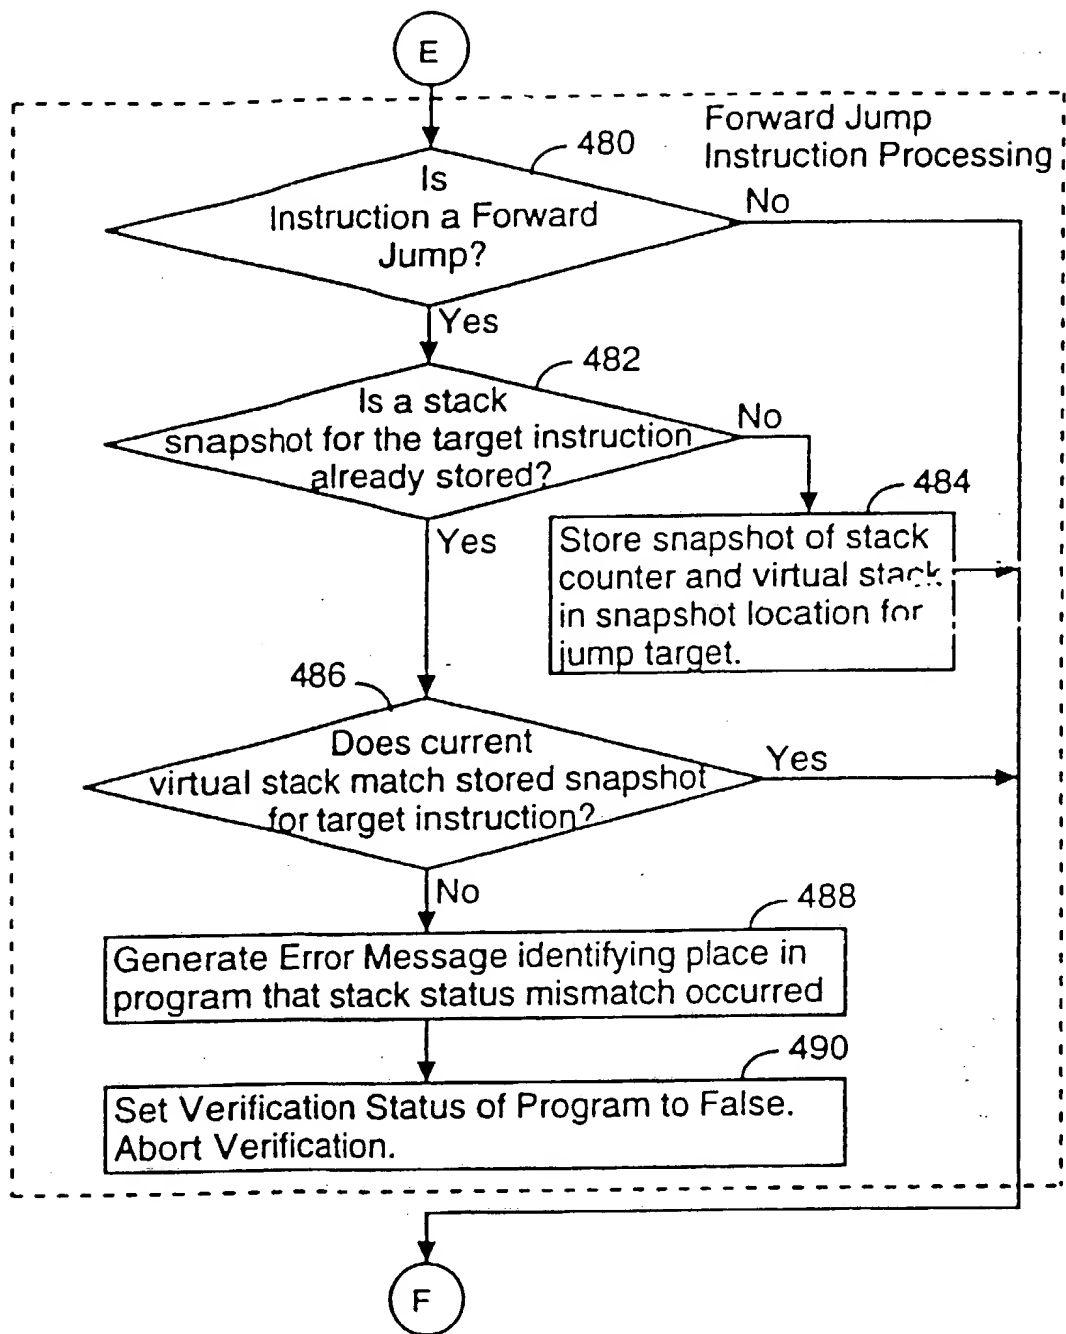 E
Forward Jump
Instruction Processing
480
Is
Instruction a Forward
Jump?
No
Yes
482
Is a stack
snapshot for the target instruction
already stored?
No
Yes
484
Store snapshot of stack
counter and virtual stack
in snapshot location for
jump target.
486
Does current
virtual stack match stored snapshot
for target instruction?
Yes
No
488
Generate Error Message identifying place in
program that stack status mismatch occurred
490
Set Verification Status of Program to False.
Abort Verification.
F